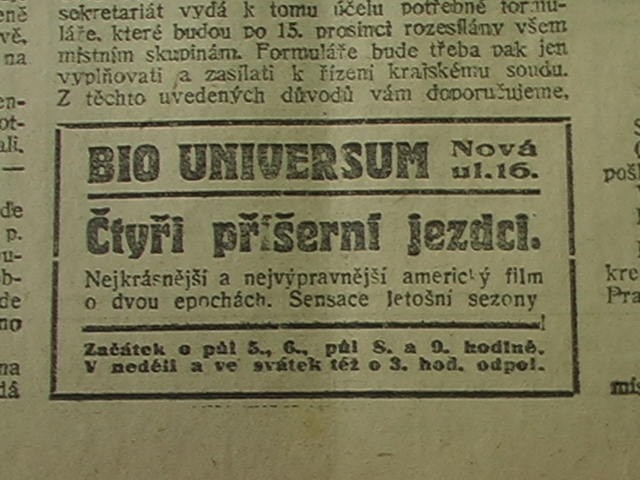 sekretariát vydá k tomu účelu potřebné formu-
láře, které budou po 15. prosinci rozesílány všem
místním skupinám. Formuláře bude třeba pak jen
vyplňovati a zasílati k řízení krajskému soudu.
Z těchto uvedených důvodů vám doporučujeme,
BIO UNIVERSUM Nová
ul. 16.
Čtyři příšerní jezdci.
Nejkrásnější a nejvýpravnější americký film
o dvou epochách. Sensace letošní sezony
Začátek o půl 5., 6., půl 8. a 9. hodině.
V neděli a ve svátek též o 3. hod. odpol.